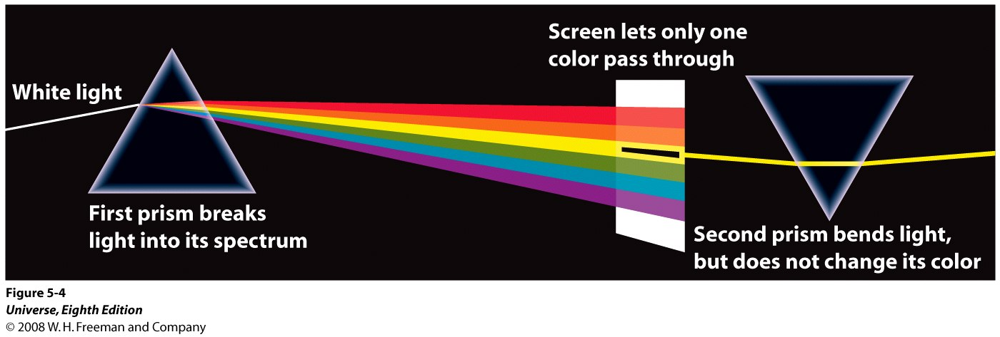 Screen lets only one
color pass through
White light
First prism breaks
light into its spectrum
Second prism bends light,
but does not change its color
Figure 5-4
Universe, Eighth Edition
© 2008 W. H. Freeman and Company